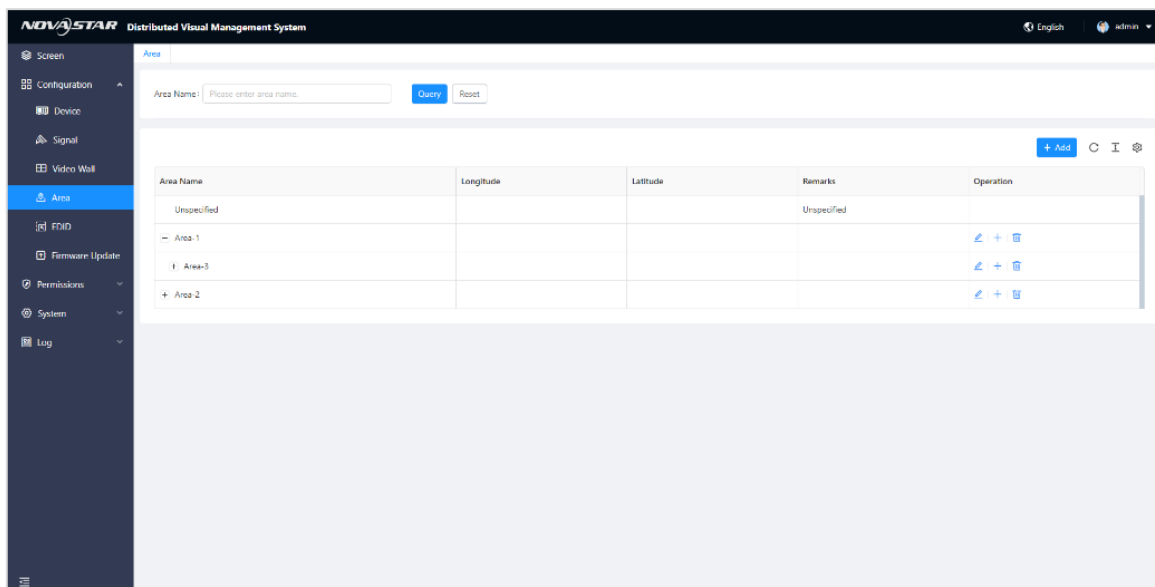 NOVASTAR Distributed Visual Management System English admin
Screen
Configuration
Device
Signal
Video Wall
Area
EDID
Firmware Update
Permissions
System
Log
Area
Area Name: Please enter area name. Query Reset
+ Add
Area Name Longitude Latitude Remarks Operation
Unspecified Unspecified
Area-1
Area-3
Area-2